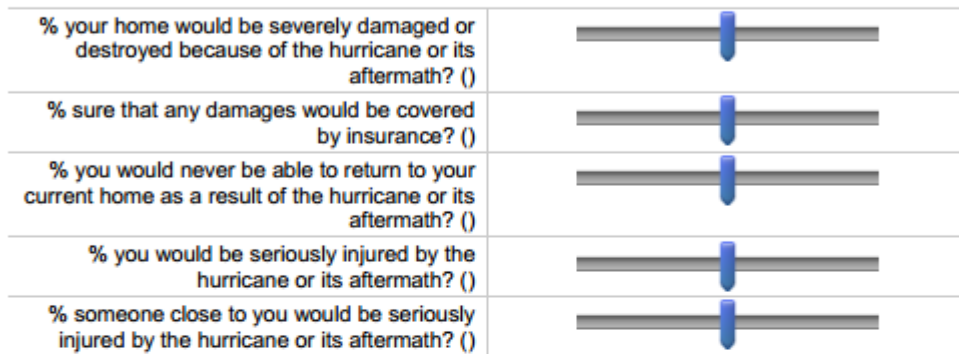 % your home would be severely damaged or
destroyed because of the hurricane or its
aftermath? ()
% sure that any damages would be covered
by insurance? ()
% you would never be able to return to your
current home as a result of the hurricane or its
aftermath? ()
% you would be seriously injured by the
hurricane or its aftermath? ()
% someone close to you would be seriously
injured by the hurricane or its aftermath? ()